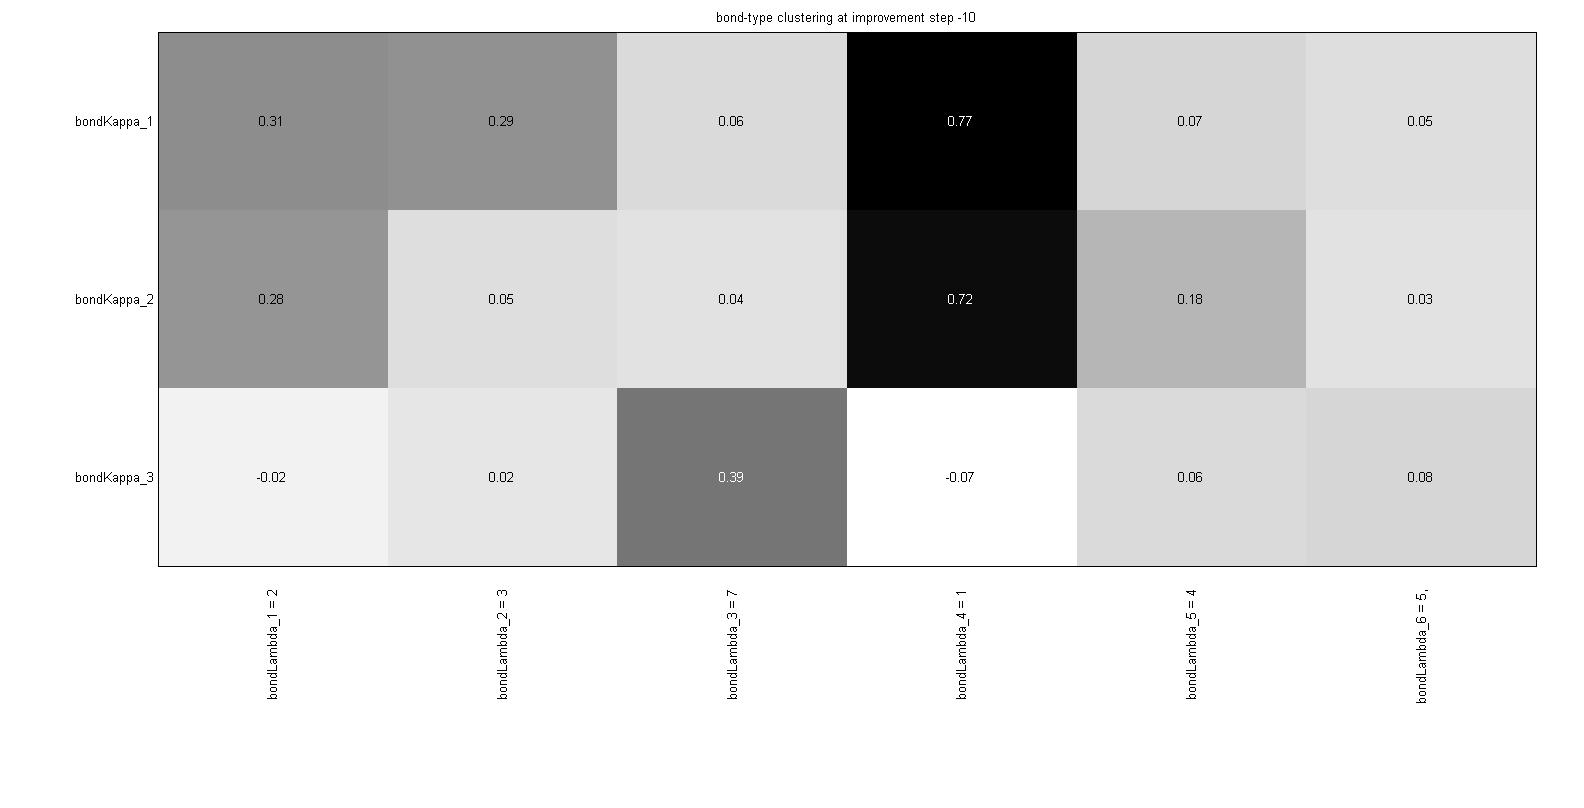 bond-type clustering at improvement step -10
bondKappa_1 0.31 0.29 0.06 0.77 0.07 0.05
bondKappa_2 0.28 0.05 0.04 0.72 0.18 0.03
bondKappa_3 -0.02 0.02 0.39 -0.07 0.06 0.08
bondLambda_1 = 2
bondLambda_2 = 3
bondLambda_3 = 7
bondLambda_4 = 1
bondLambda_5 = 4
bondLambda_6 = 5,